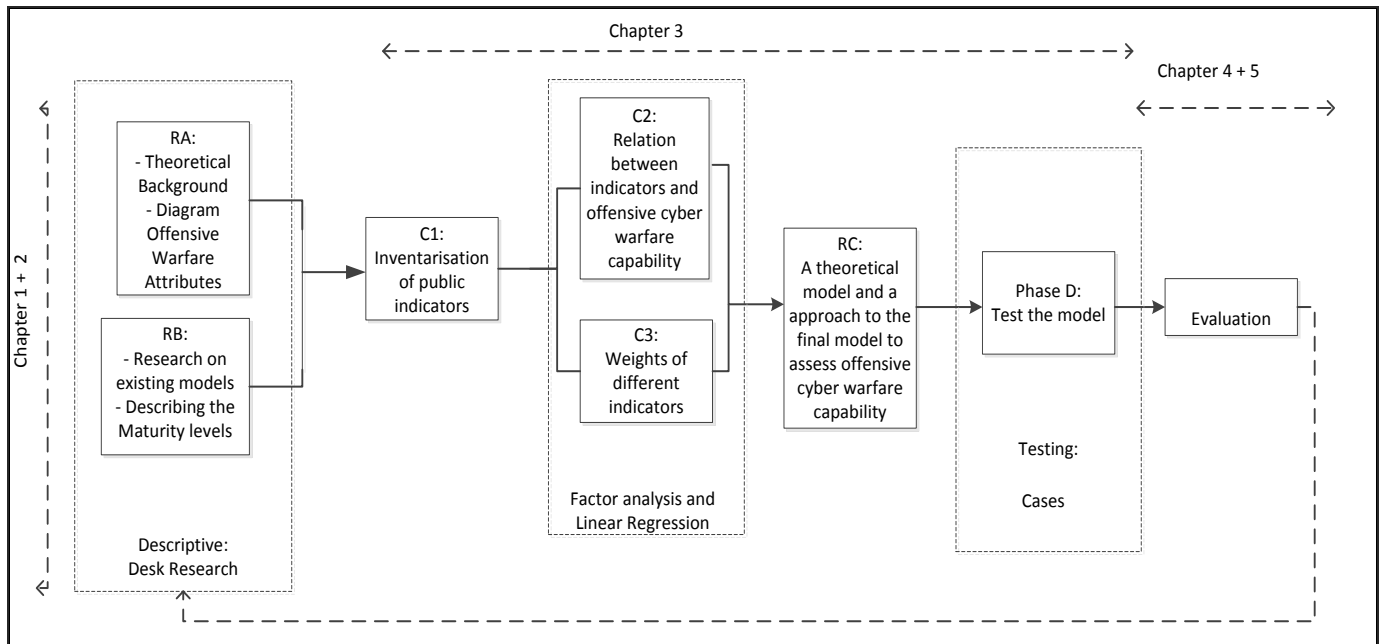 Chapter 3
Chapter 4 + 5
Chapter 1 + 2
RA:
- Theoretical
Background
- Diagram
Offensive
Warfare
Attributes
RB:
- Research on
existing models
- Describing the
Maturity levels
Descriptive:
Desk Research
C1:
Inventarisation
of public
indicators
C2:
Relation
between
indicators and
offensive cyber
warfare
capability
C3:
Weights of
different
indicators
Factor analysis and
Linear Regression
RC:
A theoretical
model and a
approach to the
final model to
assess offensive
cyber warfare
capability
Phase D:
Test the model
Testing:
Cases
Evaluation